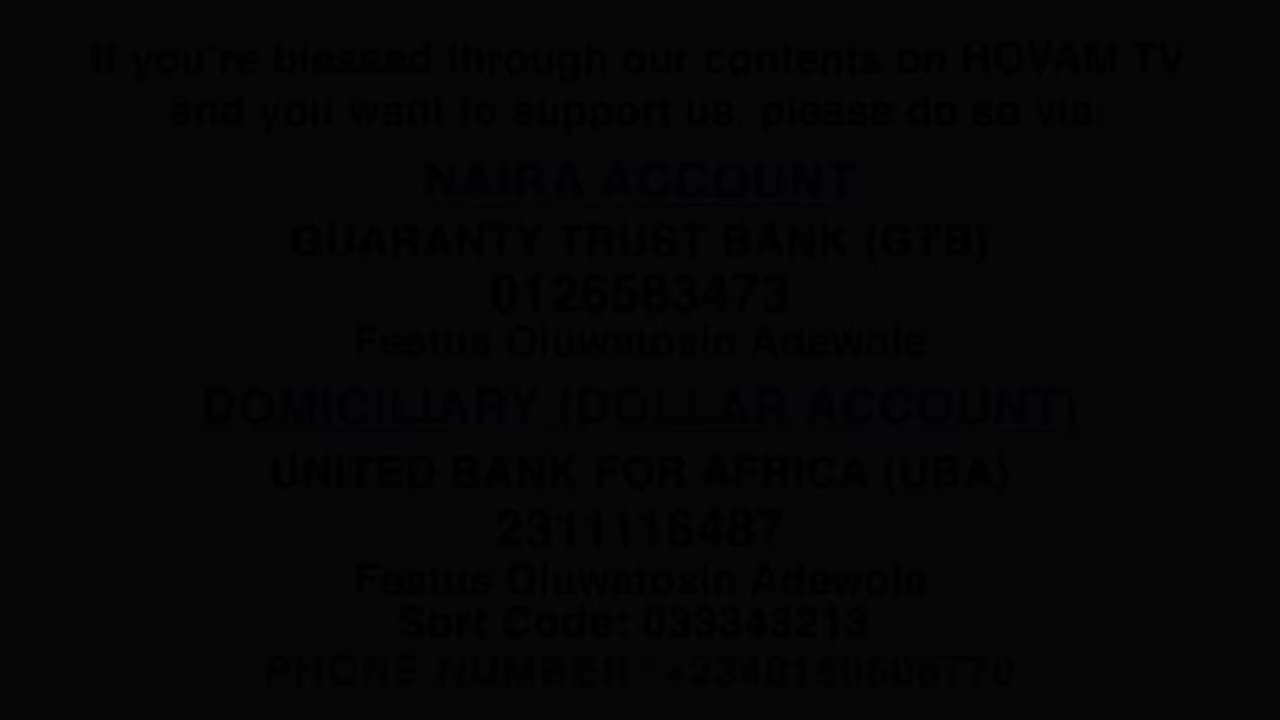 If you're blessed through our contents on HOVAM TV
and you want to support us, please do so via:
NAIRA ACCOUNT
GUARANTY TRUST BANK (GTB)
0126583473
Festus Oluwatosin Adewole
DOMICILIARY (DOLLAR ACCOUNT)
UNITED BANK FOR AFRICA (UBA)
2311116487
Festus Oluwatosin Adewole
Sort Code: 033343213
PHONE NUMBER: